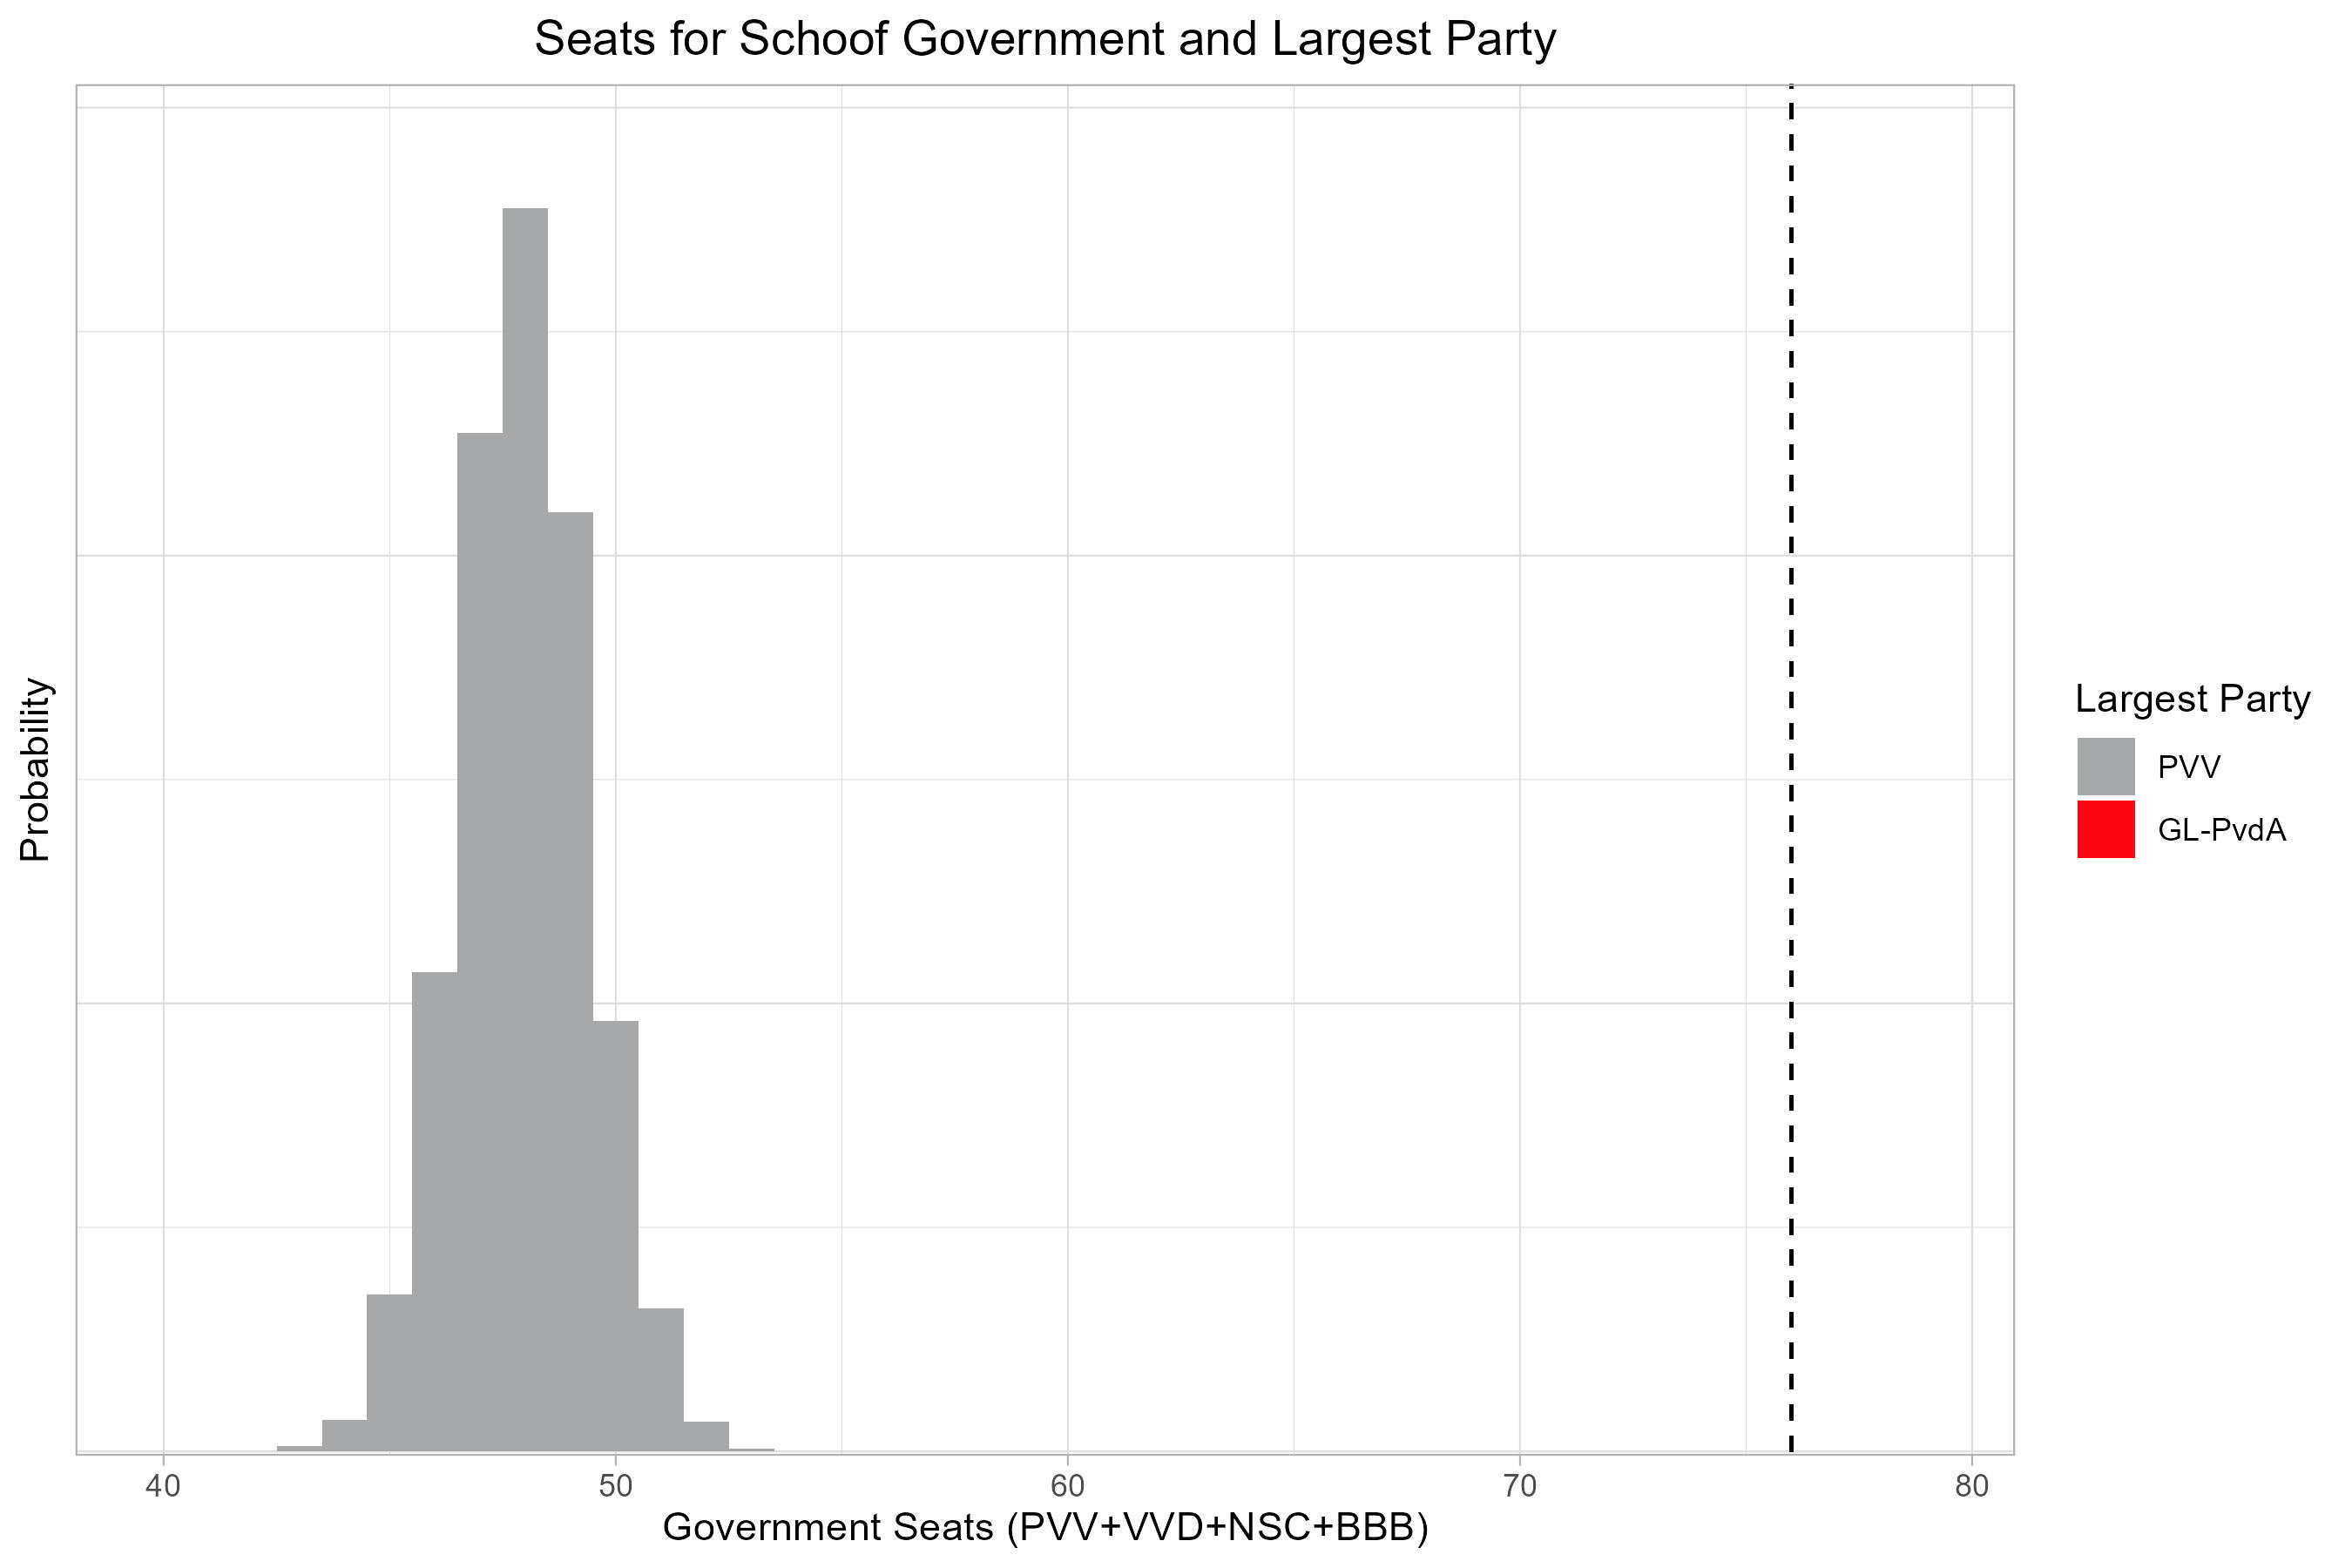 Seats for Schoof Government and Largest Party
Probability
Largest Party
PVV
GL-PvdA
40 50 60 70 80
Government Seats (PVV+VVD+NSC+BBB)